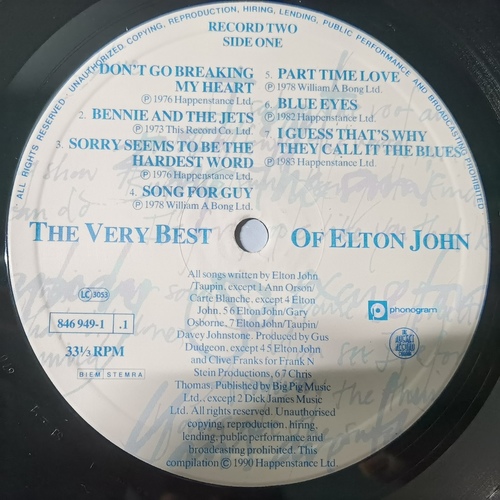 ALL RIGHTS RESERVED · UNAUTHORIZED COPYING, REPRODUCTION, HIRING, LENDING, PUBLIC PERFORMANCE AND BROADCASTING PROHIBITED
RECORD TWO
SIDE ONE
DON'T GO BREAKING
MY HEART
℗ 1976 Happenstance Ltd.
2. BENNIE AND THE JETS
℗ 1973 This Record Co. Ltd.
3. SORRY SEEMS TO BE THE
HARDEST WORD
℗ 1976 Happenstance Ltd.
4. SONG FOR GUY
℗ 1978 William A Bong Ltd.
5. PART TIME LOVE
℗ 1978 William A Bong Ltd.
6. BLUE EYES
℗ 1982 Happenstance Ltd.
7. I GUESS THAT'S WHY
THEY CALL IT THE BLUES
℗ 1983 Happenstance Ltd.
THE VERY BEST OF ELTON JOHN
LC 3053
846 949-1 .1
33⅓ RPM
BIEM STEMRA
phonogram
All songs written by Elton John
/Taupin, except 1 Ann Orson/
Carte Blanche, except 4 Elton
John, 5 6 Elton John/Gary
Osborne, 7 Elton John/Taupin/
Davey Johnstone. Produced by Gus
Dudgeon, except 4 5 Elton John
and Clive Franks for Frank N
Stein Productions, 6 7 Chris
Thomas. Published by Big Pig Music
Ltd., except 2 Dick James Music
Ltd. All rights reserved. Unauthorised
copying, reproduction, hiring,
lending, public performance and
broadcasting prohibited. This
compilation © 1990 Happenstance Ltd.